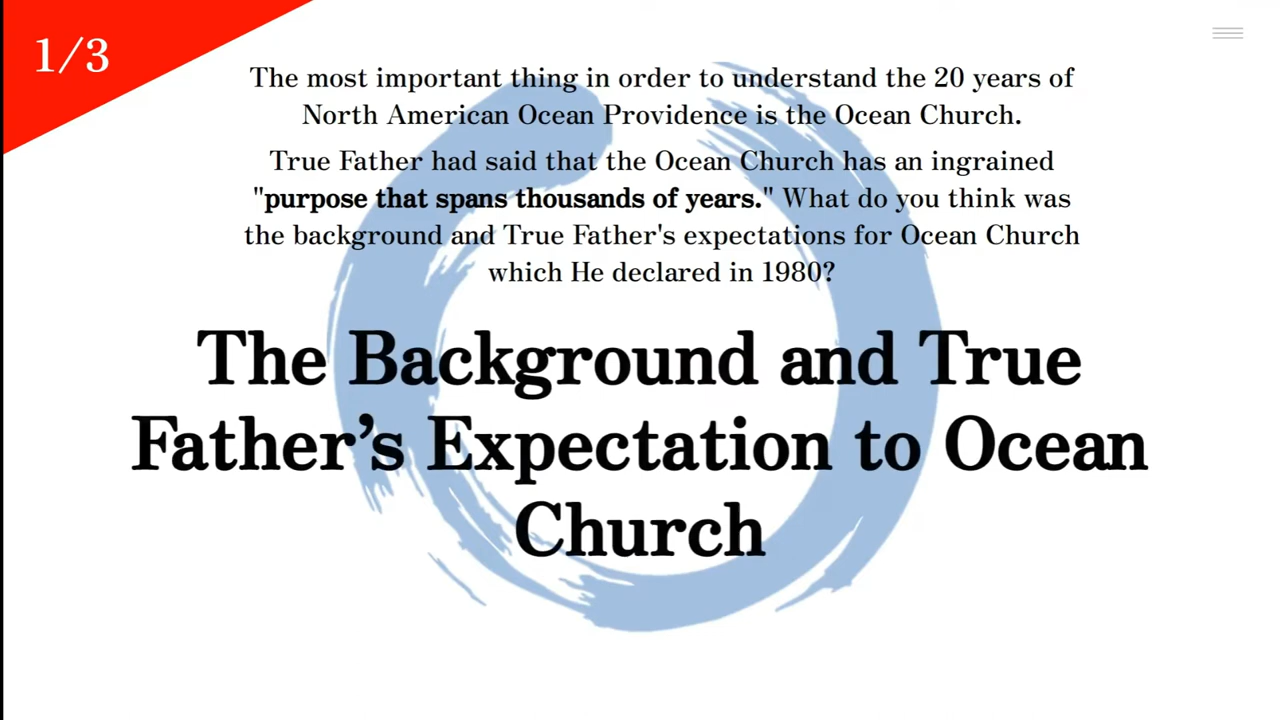 1/3
The most important thing in order to understand the 20 years of
North American Ocean Providence is the Ocean Church.
True Father had said that the Ocean Church has an ingrained
"purpose that spans thousands of years." What do you think was
the background and True Father's expectations for Ocean Church
which He declared in 1980?
The Background and True
Father’s Expectation to Ocean
Church